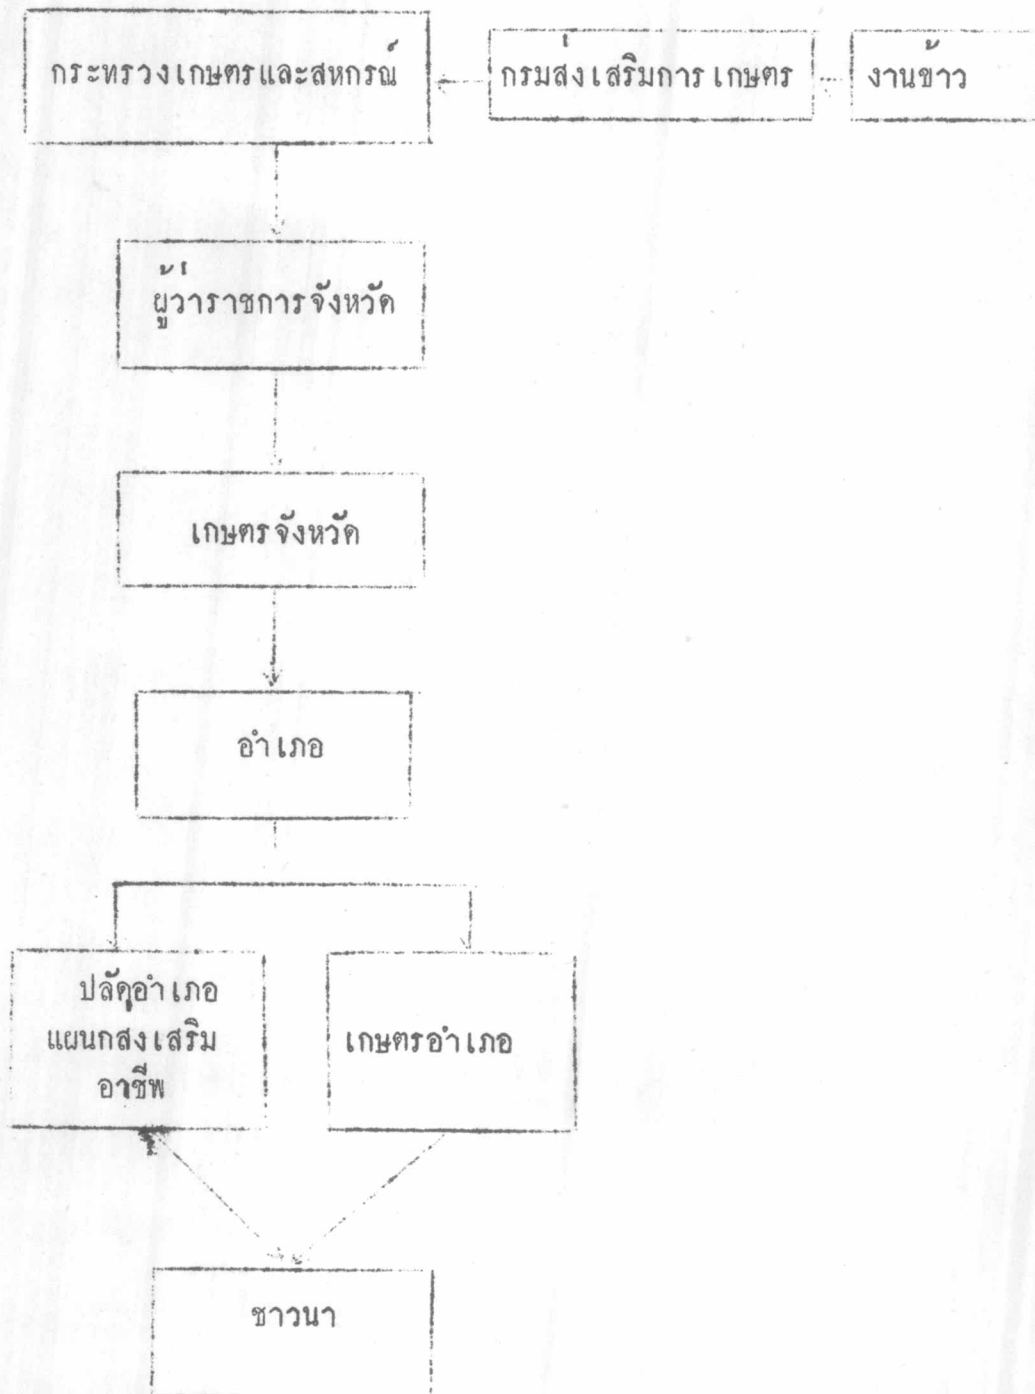 กระทรวงเกษตรและสหกรณ์
กรมส่งเสริมการเกษตร
งานข้าว
ผู้ว่าราชการจังหวัด
เกษตรจังหวัด
อำเภอ
ปลัดอำเภอ
แผนกส่งเสริม
อาชีพ
เกษตรอำเภอ
ชาวนา